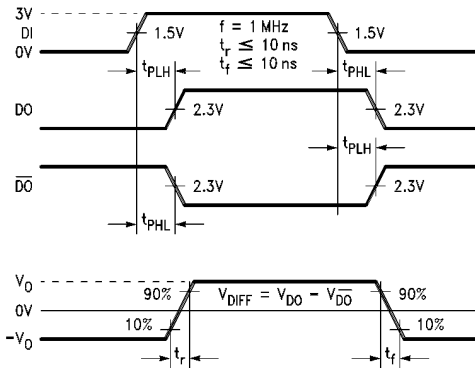 3V
DI
0V
1.5V
f = 1 MHz
tr ≤ 10 ns
tf ≤ 10 ns
1.5V
tPLH
tPHL
DO
2.3V
2.3V
tPLH
D̅O̅
2.3V
2.3V
tPHL
VO
90%
VDIFF = VDO − VD̅O̅
90%
0V
10%
10%
−VO
tr
tf